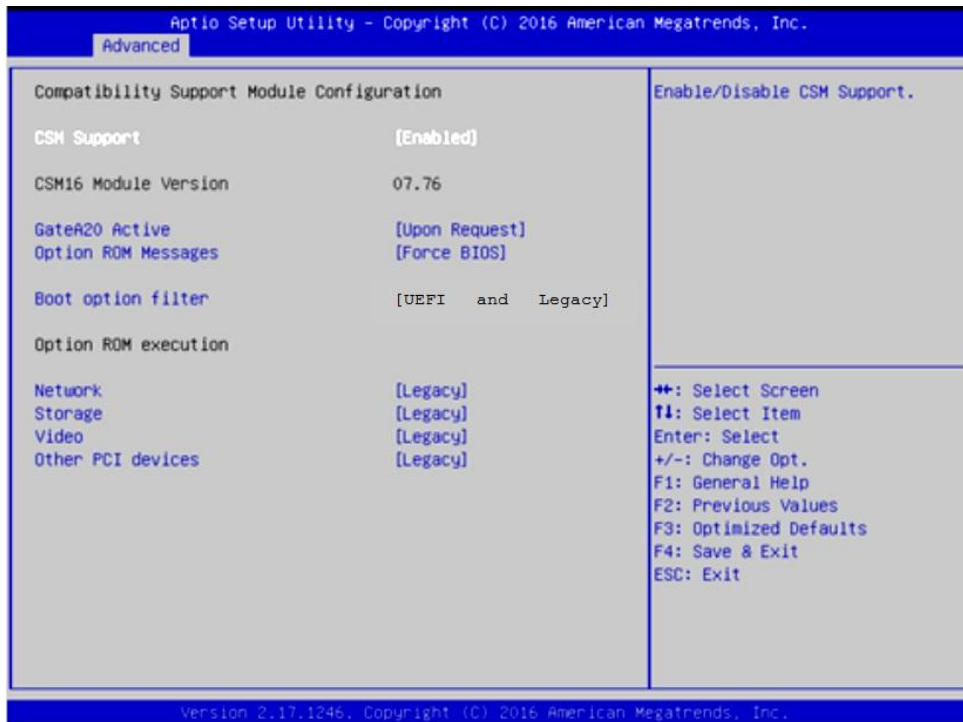 Aptio Setup Utility – Copyright (C) 2016 American Megatrends, Inc.
Advanced
Compatibility Support Module Configuration
CSM Support [Enabled]
CSM16 Module Version 07.76
GateA20 Active [Upon Request]
Option ROM Messages [Force BIOS]
Boot option filter [UEFI and Legacy]
Option ROM execution
Network [Legacy]
Storage [Legacy]
Video [Legacy]
Other PCI devices [Legacy]
Enable/Disable CSM Support.
→←: Select Screen
↑↓: Select Item
Enter: Select
+/-: Change Opt.
F1: General Help
F2: Previous Values
F3: Optimized Defaults
F4: Save & Exit
ESC: Exit
Version 2.17.1246. Copyright (C) 2016 American Megatrends, Inc.